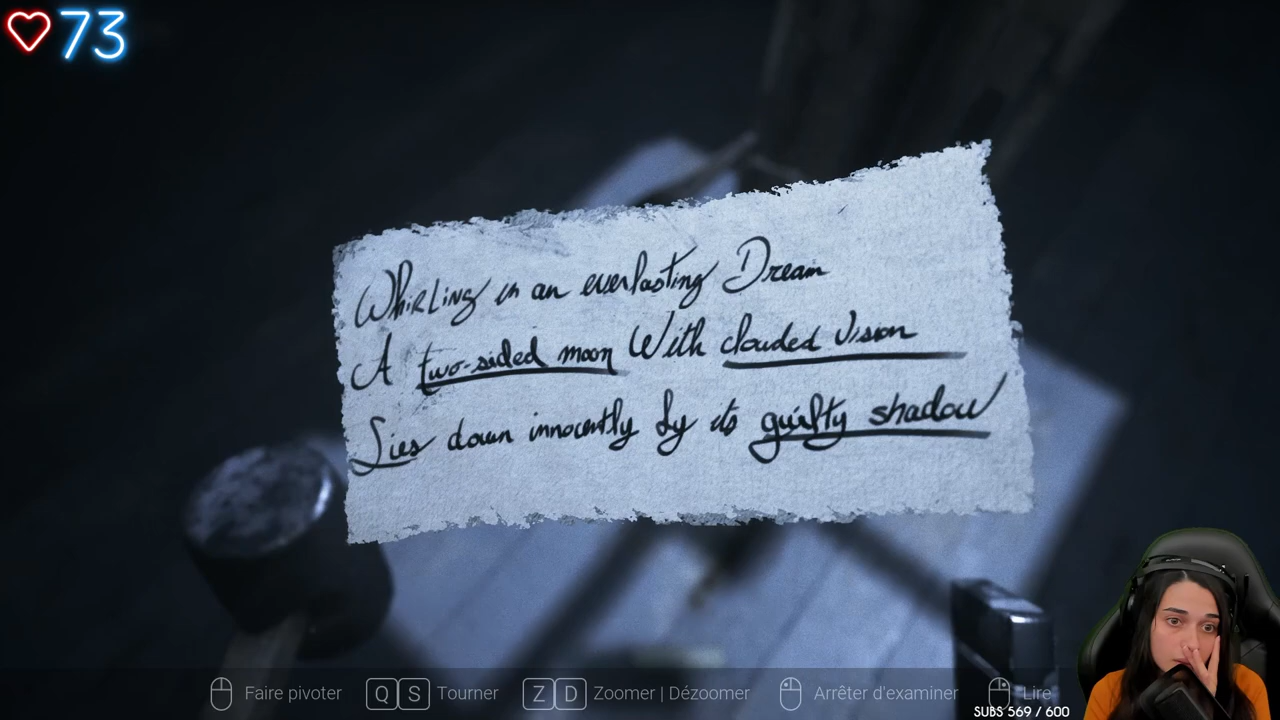 73
Whirling in an everlasting Dream
A two-sided moon With clouded vision
Lies down innocently by its guilty shadow
Faire pivoter
Q S Tourner
Z D Zoomer | Dézoomer
Arrêter d'examiner
Lire
SUBS 569 / 600